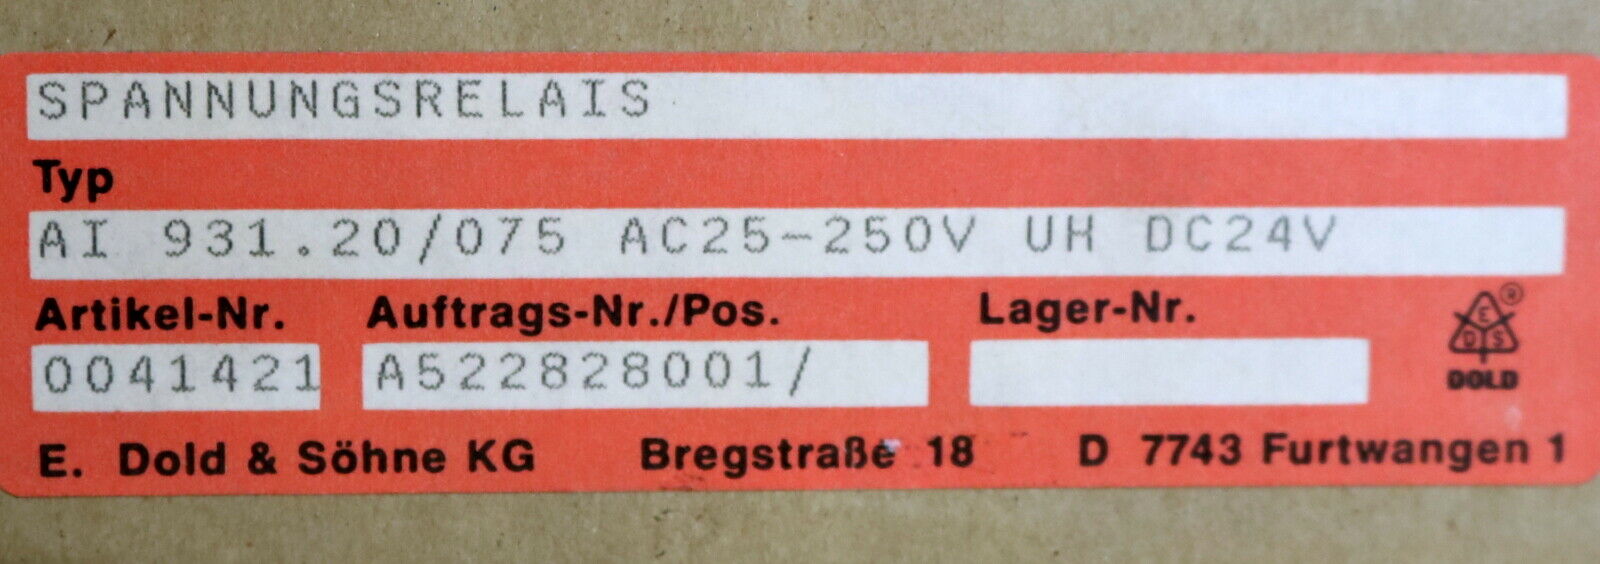 SPANNUNGSRELAIS
Typ
AI 931.20/075 AC25-250V UH DC24V
Artikel-Nr. Auftrags-Nr./Pos. Lager-Nr.
0041421 A522828001/
E D S ®
DOLD
E. Dold & Söhne KG Bregstraße 18 D 7743 Furtwangen 1